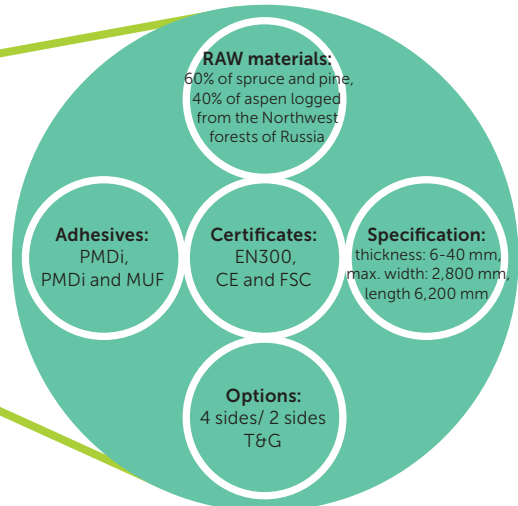 RAW materials:
60% of spruce and pine,
40% of aspen logged
from the Northwest
forests of Russia
Adhesives:
PMDi,
PMDi and MUF
Certificates:
EN300,
CE and FSC
Specification:
thickness: 6-40 mm,
max. width: 2,800 mm,
length 6,200 mm
Options:
4 sides/ 2 sides
T&G